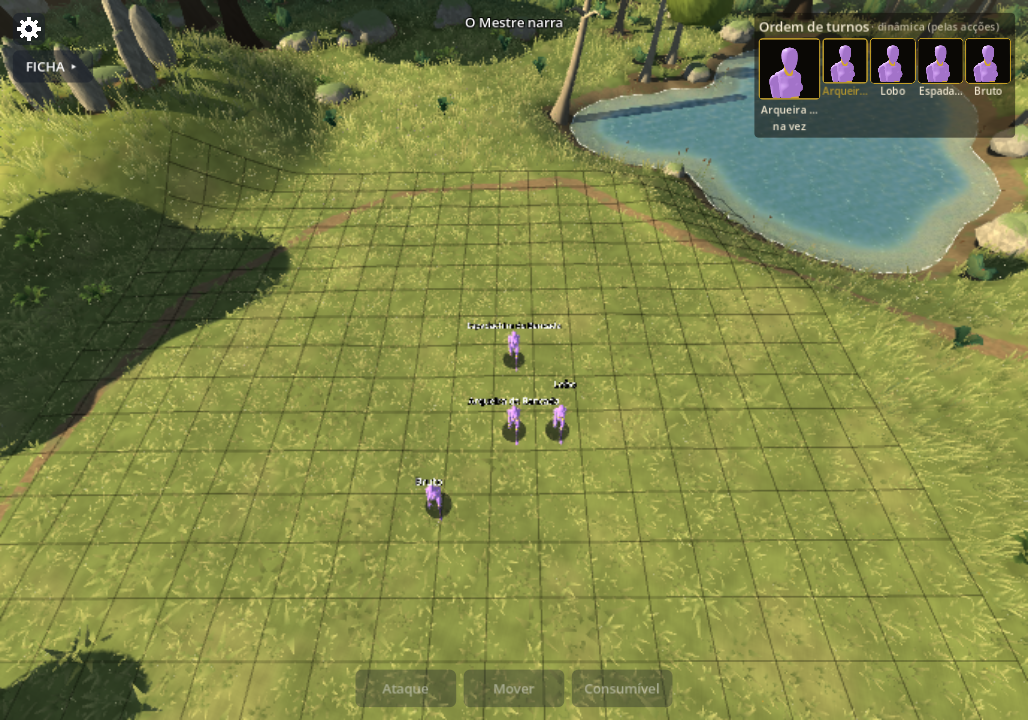 O Mestre narra
FICHA ▸
Ordem de turnos dinâmica (pelas acções)
Arqueir... Lobo Espada... Bruto
Arqueira ...
na vez
Lobo
Bruto
Ataque Mover Consumível